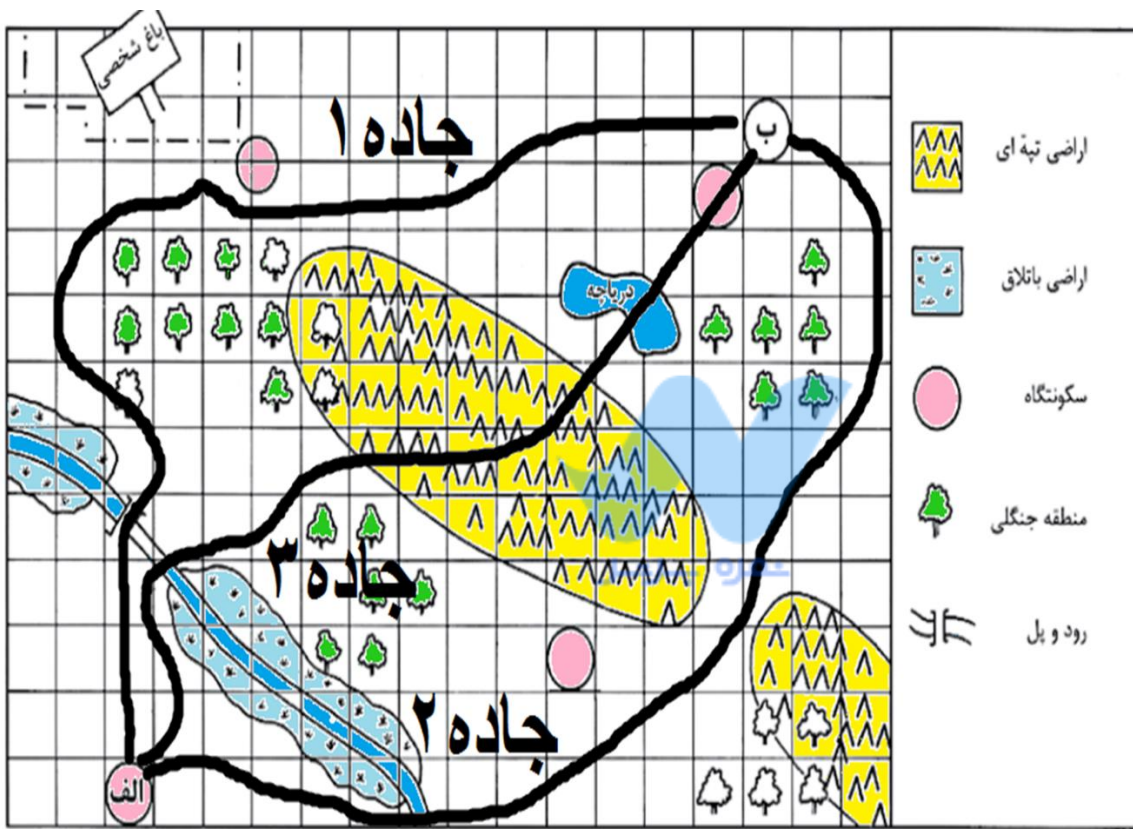 باغ شخصی
جاده ۱
ب
دریاچه
جاده ۳
جاده ۲
الف
اراضی تپه ای
اراضی باتلاق
سکونتگاه
منطقه جنگلی
رود و پل